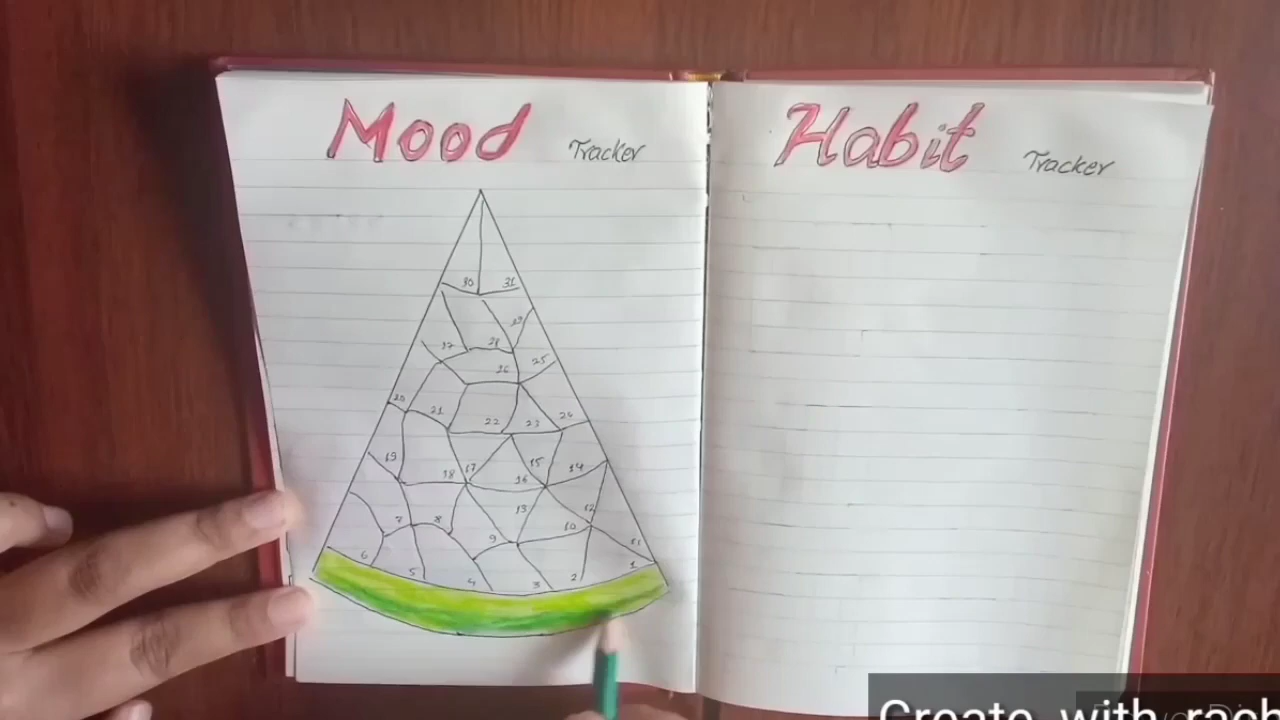 Mood Tracker
Habit Tracker
30 31
29
28
26 25
20 21 22 23 24
19 18 17 16 15 14
7 8 9 13 10 12
11
6 5 4 3 2 1
Create with rach